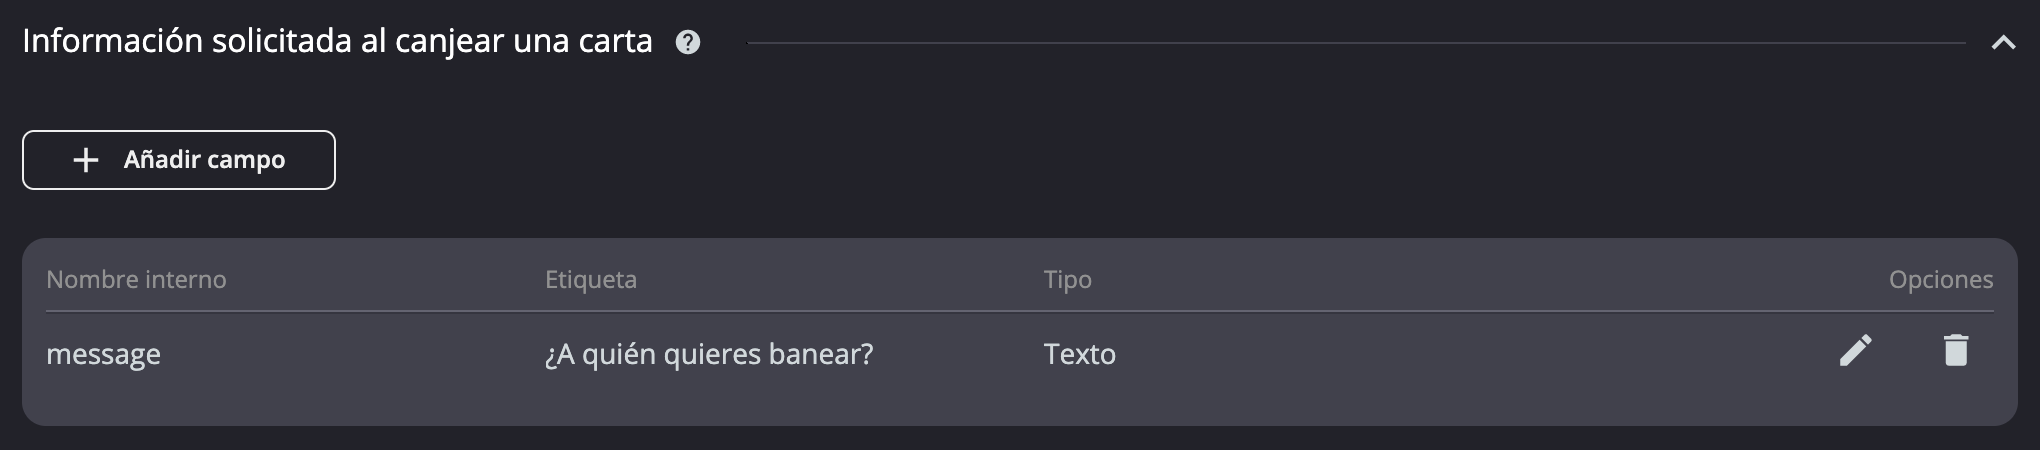 Información solicitada al canjear una carta
Añadir campo
Nombre interno Etiqueta Tipo Opciones
message ¿A quién quieres banear? Texto